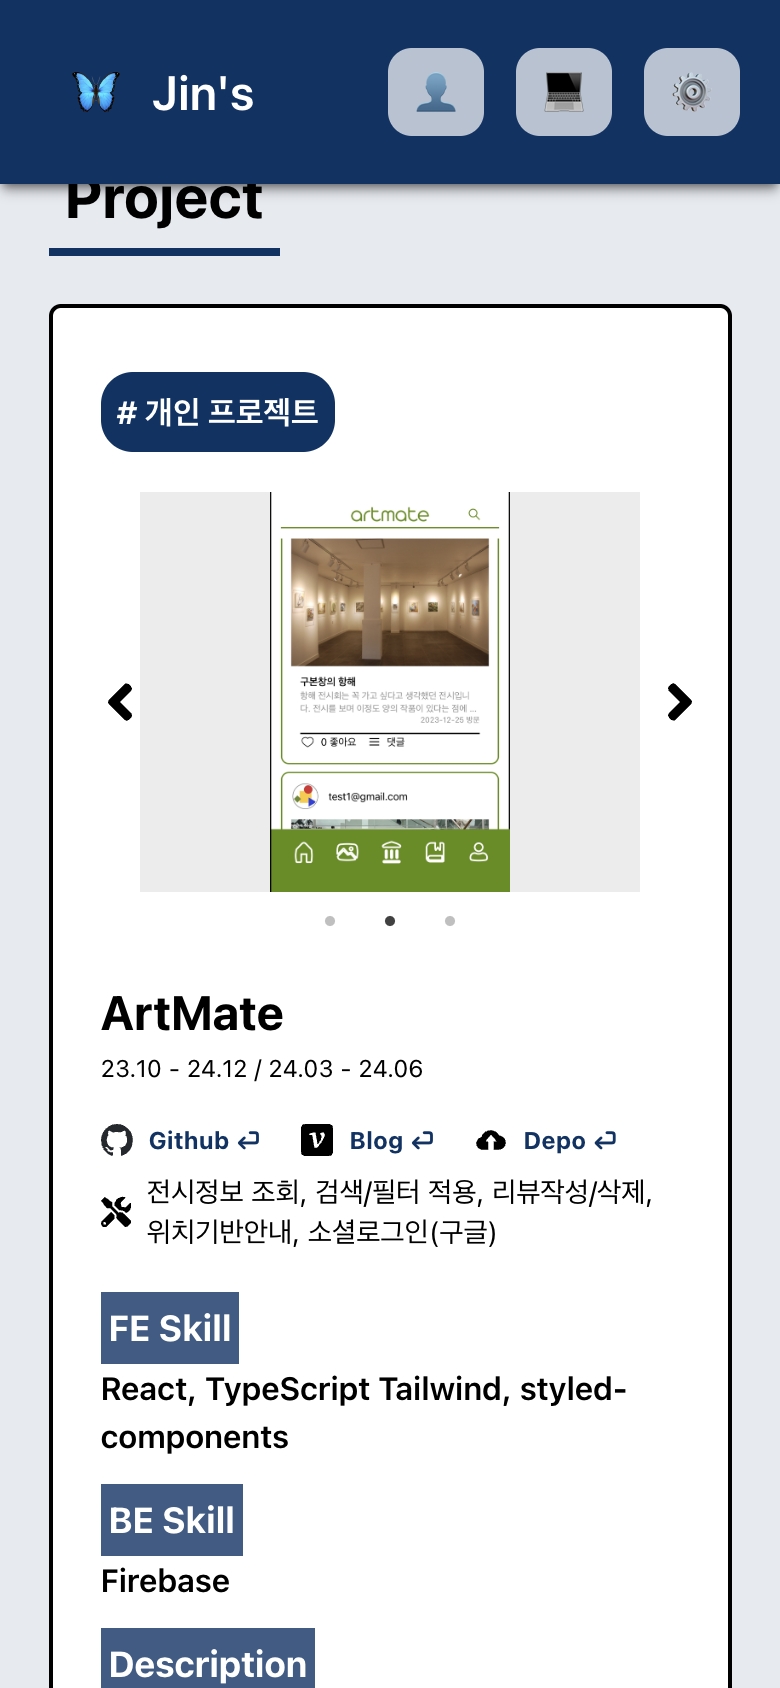 Jin's
Project
# 개인 프로젝트
artmate
구본창의 항해
항해 전시회는 꼭 가고 싶다고 생각했던 전시입니
다. 전시를 보며 이정도 양의 작품이 있다는 점에 ...
2023-12-25 방문
0 좋아요 댓글
test1@gmail.com
ArtMate
23.10 - 24.12 / 24.03 - 24.06
Github Blog Depo
전시정보 조회, 검색/필터 적용, 리뷰작성/삭제,
위치기반안내, 소셜로그인(구글)
FE Skill
React, TypeScript Tailwind, styled-
components
BE Skill
Firebase
Description